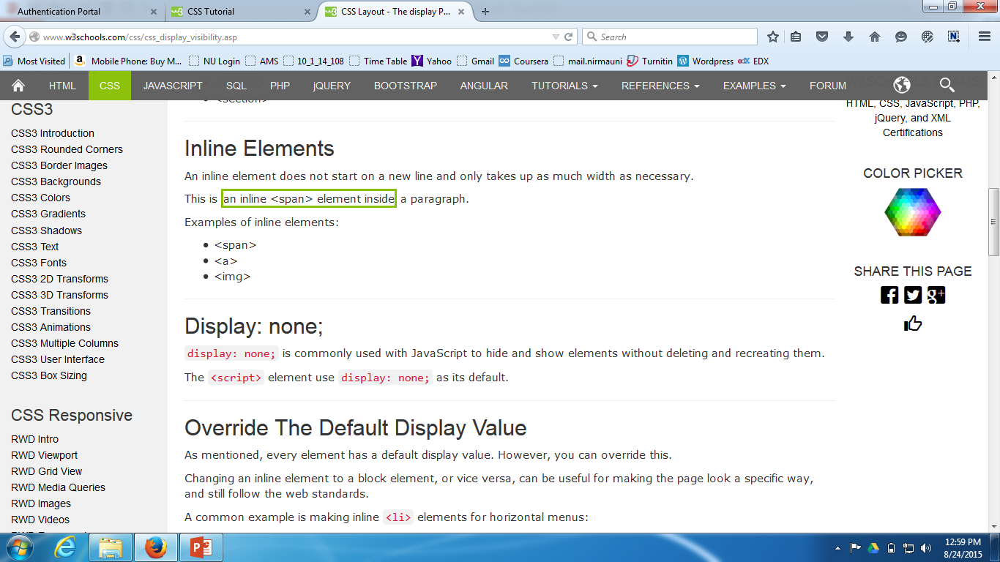 Authentication Portal
CSS Tutorial
CSS Layout - The display P...
www.w3schools.com/css/css_display_visibility.asp
Search
Most Visited
Mobile Phone: Buy M...
NU Login
AMS
10_1_14_108
Time Table
Yahoo
Gmail
Coursera
mail.nirmauni
Turnitin
Wordpress
EDX
HTML
CSS
JAVASCRIPT
SQL
PHP
jQUERY
BOOTSTRAP
ANGULAR
TUTORIALS
REFERENCES
EXAMPLES
FORUM
CSS3
CSS3 Introduction
CSS3 Rounded Corners
CSS3 Border Images
CSS3 Backgrounds
CSS3 Colors
CSS3 Gradients
CSS3 Shadows
CSS3 Text
CSS3 Fonts
CSS3 2D Transforms
CSS3 3D Transforms
CSS3 Transitions
CSS3 Animations
CSS3 Multiple Columns
CSS3 User Interface
CSS3 Box Sizing
CSS Responsive
RWD Intro
RWD Viewport
RWD Grid View
RWD Media Queries
RWD Images
RWD Videos
<section>
Inline Elements
An inline element does not start on a new line and only takes up as much width as necessary.
This is an inline <span> element inside a paragraph.
Examples of inline elements:
<span>
<a>
<img>
Display: none;
display: none; is commonly used with JavaScript to hide and show elements without deleting and recreating them.
The <script> element use display: none; as its default.
Override The Default Display Value
As mentioned, every element has a default display value. However, you can override this.
Changing an inline element to a block element, or vice versa, can be useful for making the page look a specific way,
and still follow the web standards.
A common example is making inline <li> elements for horizontal menus:
HTML, CSS, JavaScript, PHP,
jQuery, and XML
Certifications
COLOR PICKER
SHARE THIS PAGE
12:59 PM
8/24/2015